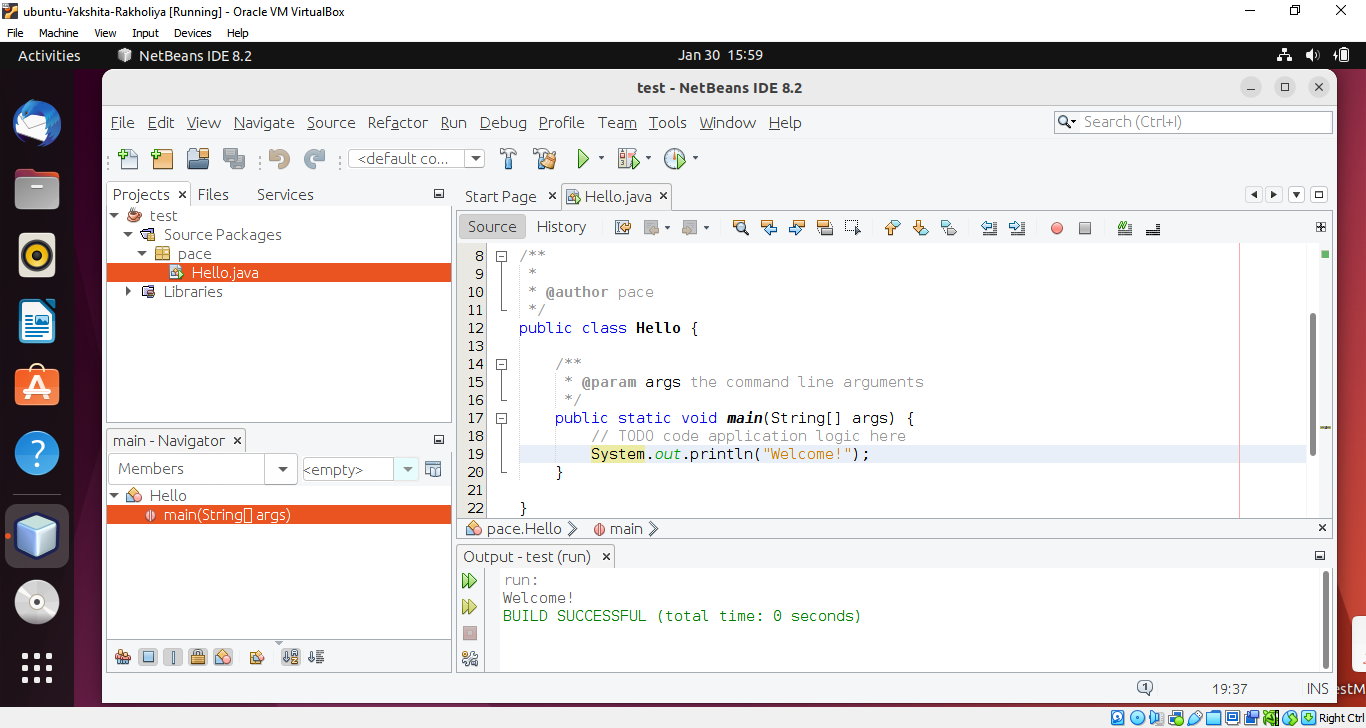 ubuntu-Yakshita-Rakholiya [Running] - Oracle VM VirtualBox
File Machine View Input Devices Help
Activities NetBeans IDE 8.2 Jan 30 15:59
test - NetBeans IDE 8.2
File Edit View Navigate Source Refactor Run Debug Profile Team Tools Window Help
Search (Ctrl+I)
<default co...
Projects Files Services
test
Source Packages
pace
Hello.java
Libraries
main - Navigator
Members <empty>
Hello
main(String[] args)
Start Page Hello.java
Source History
8 /**
9 *
10 * @author pace
11 */
12 public class Hello {
13
14 /**
15 * @param args the command line arguments
16 */
17 public static void main(String[] args) {
18 // TODO code application logic here
19 System.out.println("Welcome!");
20 }
21
22 }
pace.Hello main
Output - test (run)
run:
Welcome!
BUILD SUCCESSFUL (total time: 0 seconds)
1 19:37 INS
estM
Right Ctrl